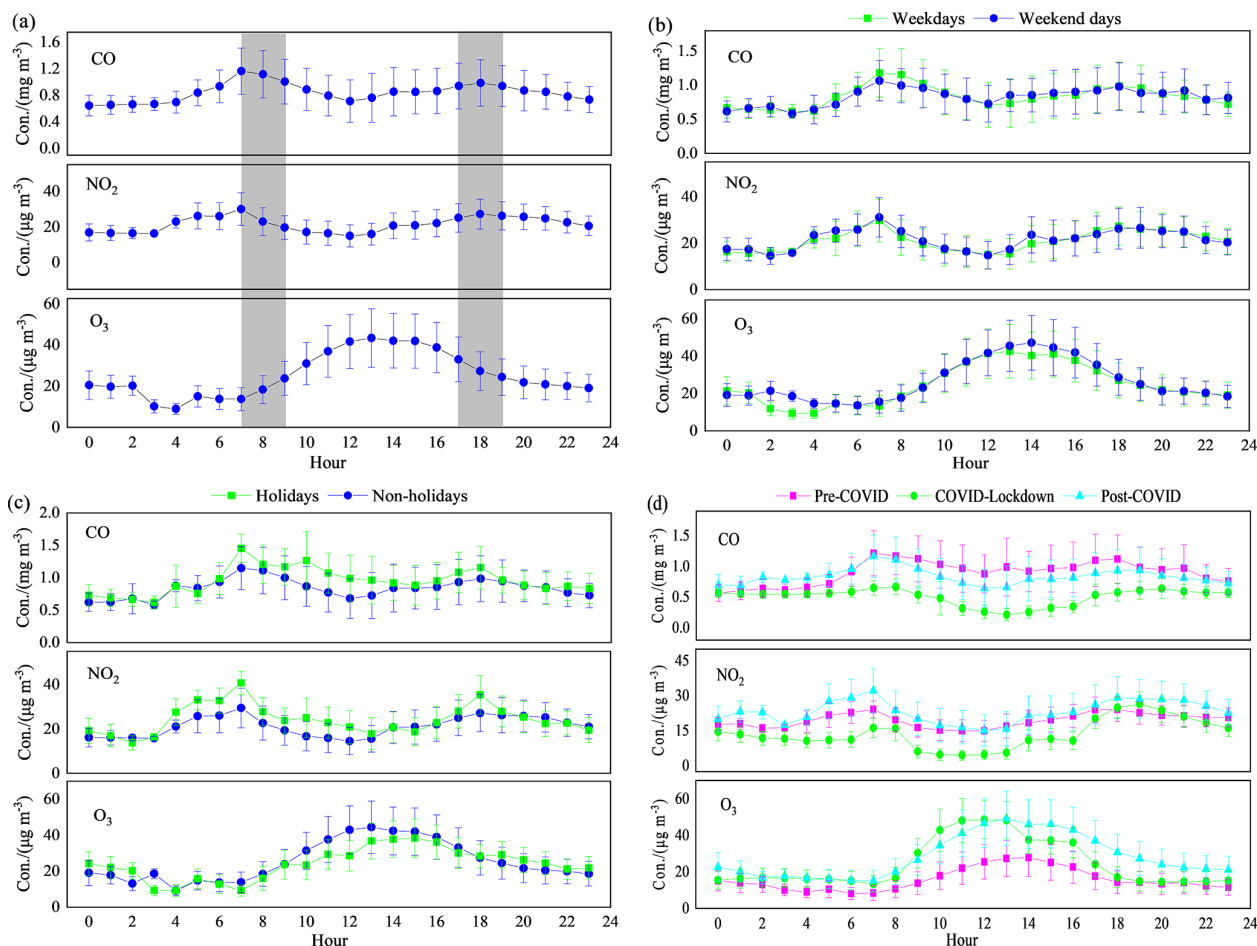 (a)
CO
Con./(mg m-3)
1.6
1.2
0.8
0.4
0.0
NO2
Con./(μg m-3)
40
20
0
O3
Con./(μg m-3)
60
40
20
0
0 2 4 6 8 10 12 14 16 18 20 22 24
Hour
(b)
Weekdays Weekend days
CO
Con./(mg m-3)
1.5
1.0
0.5
0.0
NO2
Con./(μg m-3)
40
20
0
O3
Con./(μg m-3)
60
40
20
0
0 2 4 6 8 10 12 14 16 18 20 22 24
Hour
(c)
Holidays Non-holidays
CO
Con./(mg m-3)
2.0
1.5
1.0
0.5
0.0
NO2
Con./(μg m-3)
40
20
0
O3
Con./(μg m-3)
60
40
20
0
0 2 4 6 8 10 12 14 16 18 20 22 24
Hour
(d)
Pre-COVID COVID-Lockdown Post-COVID
CO
Con./(mg m-3)
1.5
1.0
0.5
0.0
NO2
Con./(μg m-3)
45
30
15
0
O3
Con./(μg m-3)
60
40
20
0
0 2 4 6 8 10 12 14 16 18 20 22 24
Hour